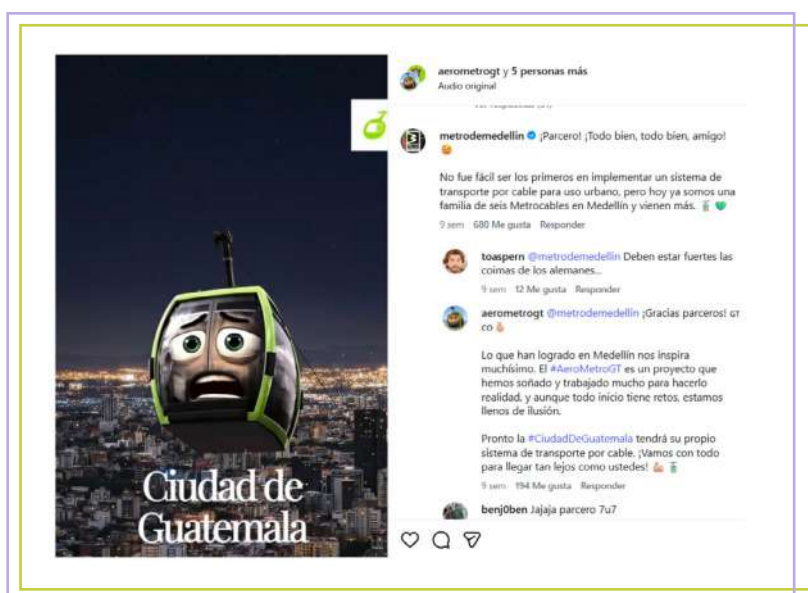 aerometrogt y 5 personas más
Audio original
metrodemedellin ¡Parcero! ¡Todo bien, todo bien, amigo!
No fue fácil ser los primeros en implementar un sistema de
transporte por cable para uso urbano, pero hoy ya somos una
familia de seis Metrocables en Medellín y vienen más.
9 sem 680 Me gusta Responder
toaspern @metrodemedellin Deben estar fuertes las
coimas de los alemanes...
9 sem 12 Me gusta Responder
aerometrogt @metrodemedellin ¡Gracias parceros! GT
CO
Lo que han logrado en Medellín nos inspira
muchísimo. El #AeroMetroGT es un proyecto que
hemos soñado y trabajado mucho para hacerlo
realidad, y aunque todo inicio tiene retos, estamos
llenos de ilusión.
Pronto la #CiudadDeGuatemala tendrá su propio
sistema de transporte por cable. ¡Vamos con todo
para llegar tan lejos como ustedes!
9 sem 194 Me gusta Responder
benj0ben Jajaja parcero 7u7
Ciudad de
Guatemala